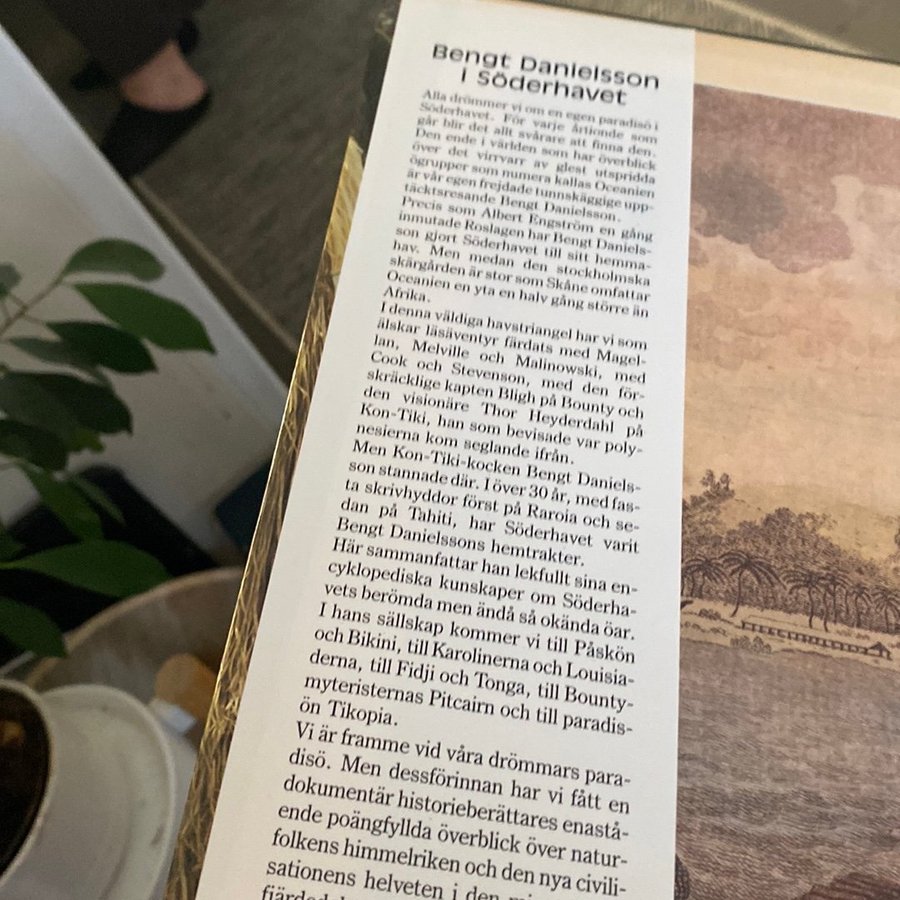 Bengt Danielsson
i Söderhavet
Alla drömmer vi om en egen paradisö i
Söderhavet. För varje årtionde som
går blir det allt svårare att finna den.
Den ende i världen som har överblick
över det virrvarr av glest utspridda
ögrupper som numera kallas Oceanien
är vår egen frejdade tunnskäggige upp-
täcktsresande Bengt Danielsson.
Precis som Albert Engström en gång
inmutade Roslagen har Bengt Daniels-
son gjort Söderhavet till sitt hemma-
hav. Men medan den stockholmska
skärgården är stor som Skåne omfattar
Oceanien en yta en halv gång större än
Afrika.
I denna väldiga havstriangel har vi som
älskar läsäventyr färdats med Magel-
lan, Melville och Malinowski, med
Cook och Stevenson, med den för-
skräcklige kapten Bligh på Bounty och
den visionäre Thor Heyderdahl på
Kon-Tiki, han som bevisade var poly-
nesierna kom seglande ifrån.
Men Kon-Tiki-kocken Bengt Daniels-
son stannade där. I över 30 år, med fas-
ta skrivhyddor först på Raroia och se-
dan på Tahiti, har Söderhavet varit
Bengt Danielssons hemtrakter.
Här sammanfattar han lekfullt sina en-
cyklopediska kunskaper om Söderha-
vets berömda men ändå så okända öar.
I hans sällskap kommer vi till Påskön
och Bikini, till Karolinerna och Louisia-
derna, till Fidji och Tonga, till Bounty-
myteristernas Pitcairn och till paradis-
ön Tikopia.
Vi är framme vid våra drömmars para-
disö. Men dessförinnan har vi fått en
dokumentär historieberättares enastå-
ende poängfyllda överblick över natur-
folkens himmelriken och den nya civili-
sationens helveten i den